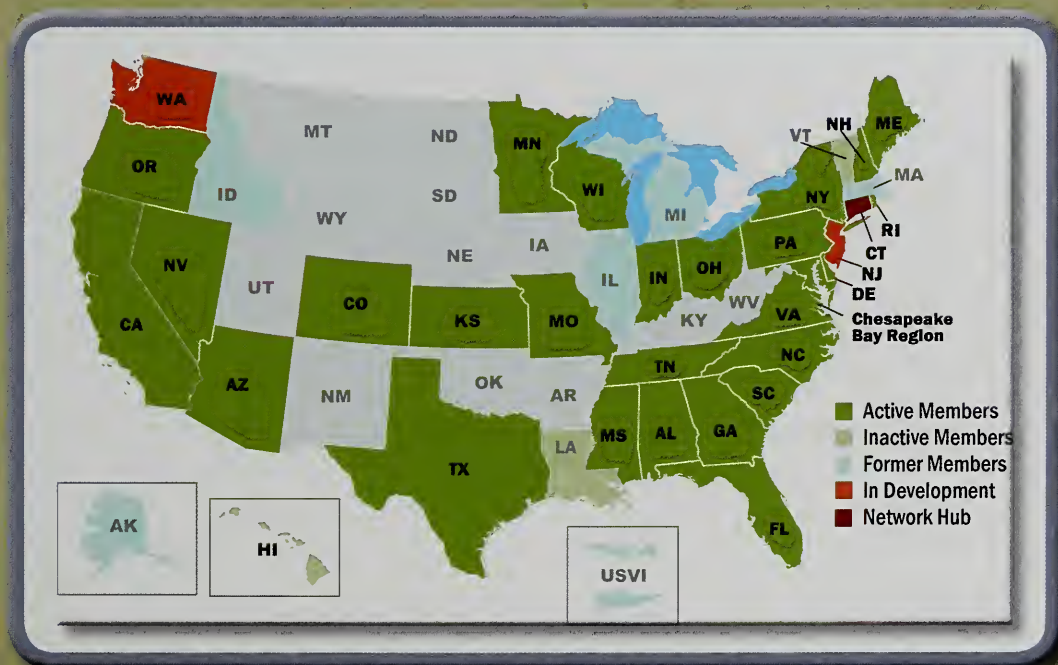 WA
MT
ND
MN
VT
NH
ME
OR
ID
SD
WI
MA
NY
WY
MI
RI
IA
PA
CT
NV
NE
NJ
UT
IL
IN
OH
DE
CO
WV
CA
KS
MO
KY
VA
Chesapeake
Bay Region
TN
NC
AZ
OK
NM
AR
SC
Active Members
MS
AL
GA
Inactive Members
LA
Former Members
TX
In Development
Network Hub
AK
HI
FL
USVI